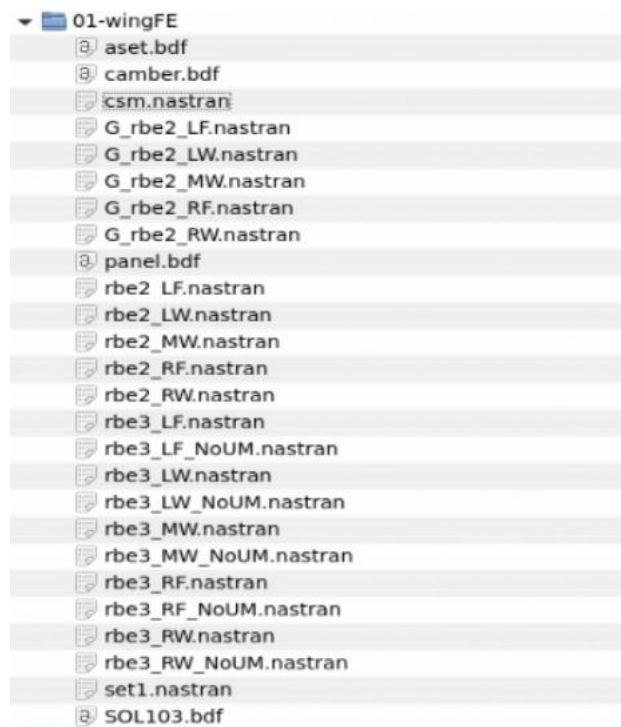 01-wingFE
aset.bdf
camber.bdf
csm.nastran
G_rbe2_LF.nastran
G_rbe2_LW.nastran
G_rbe2_MW.nastran
G_rbe2_RF.nastran
G_rbe2_RW.nastran
panel.bdf
rbe2_LF.nastran
rbe2_LW.nastran
rbe2_MW.nastran
rbe2_RF.nastran
rbe2_RW.nastran
rbe3_LF.nastran
rbe3_LF_NoUM.nastran
rbe3_LW.nastran
rbe3_LW_NoUM.nastran
rbe3_MW.nastran
rbe3_MW_NoUM.nastran
rbe3_RF.nastran
rbe3_RF_NoUM.nastran
rbe3_RW.nastran
rbe3_RW_NoUM.nastran
set1.nastran
SOL103.bdf